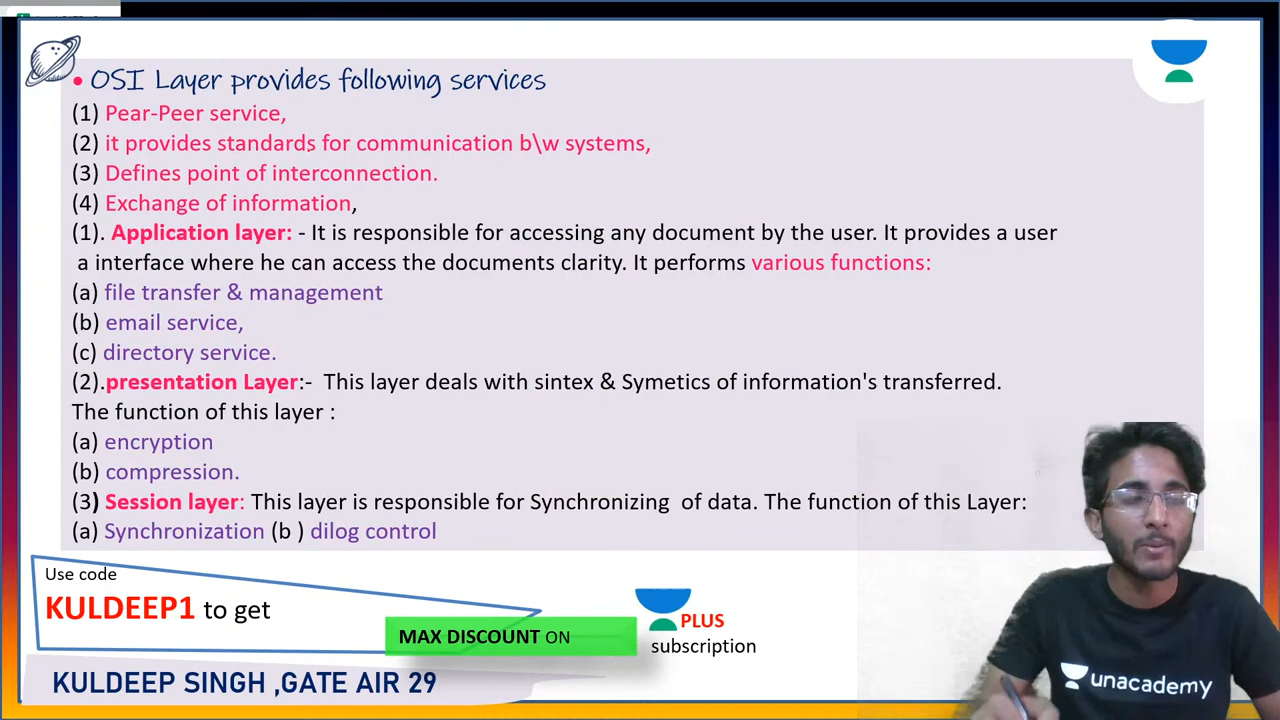 • OSI Layer provides following services
(1) Pear-Peer service,
(2) it provides standards for communication b\w systems,
(3) Defines point of interconnection.
(4) Exchange of information,
(1). Application layer: - It is responsible for accessing any document by the user. It provides a user
a interface where he can access the documents clarity. It performs various functions:
(a) file transfer & management
(b) email service,
(c) directory service.
(2).presentation Layer:- This layer deals with sintex & Symetics of information's transferred.
The function of this layer :
(a) encryption
(b) compression.
(3) Session layer: This layer is responsible for Synchronizing of data. The function of this Layer:
(a) Synchronization (b ) dilog control
Use code
KULDEEP1 to get
MAX DISCOUNT ON
PLUS
subscription
KULDEEP SINGH ,GATE AIR 29
unacademy